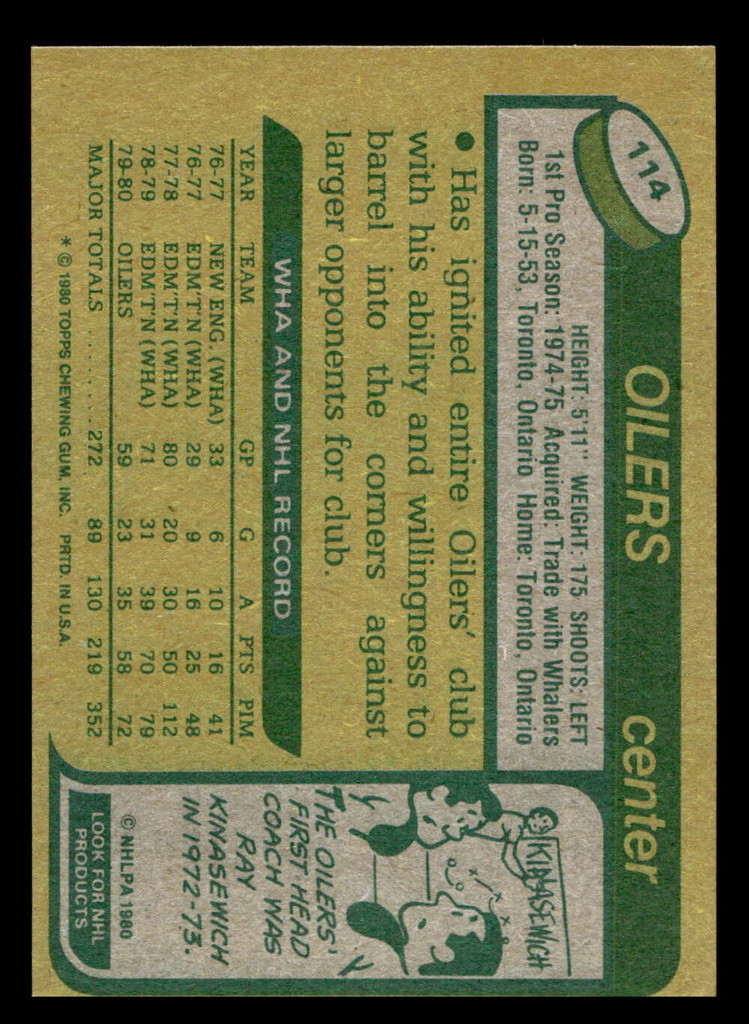 114
OILERS center
HEIGHT: 5'11" WEIGHT: 175 SHOOTS: LEFT
1st Pro Season: 1974-75 Acquired: Trade with Whalers
Born: 5-15-53, Toronto, Ontario Home: Toronto, Ontario
● Has ignited entire Oilers' club
with his ability and willingness to
barrel into the corners against
larger opponents for club.
WHA AND NHL RECORD
YEAR TEAM GP G A PTS PIM
76-77 NEW ENG. (WHA) 33 6 10 16 41
76-77 EDM'T'N (WHA) 29 9 16 25 48
77-78 EDM'T'N (WHA) 80 20 30 50 112
78-79 EDM'T'N (WHA) 71 31 39 70 79
79-80 OILERS 59 23 35 58 72
MAJOR TOTALS ........ 272 89 130 219 352
* © 1980 TOPPS CHEWING GUM, INC. PRTD. IN U.S.A.
KINASEWICH
THE OILERS'
FIRST HEAD
COACH WAS
RAY
KINASEWICH
IN 1972-73.
© NHLPA 1980
LOOK FOR NHL
PRODUCTS